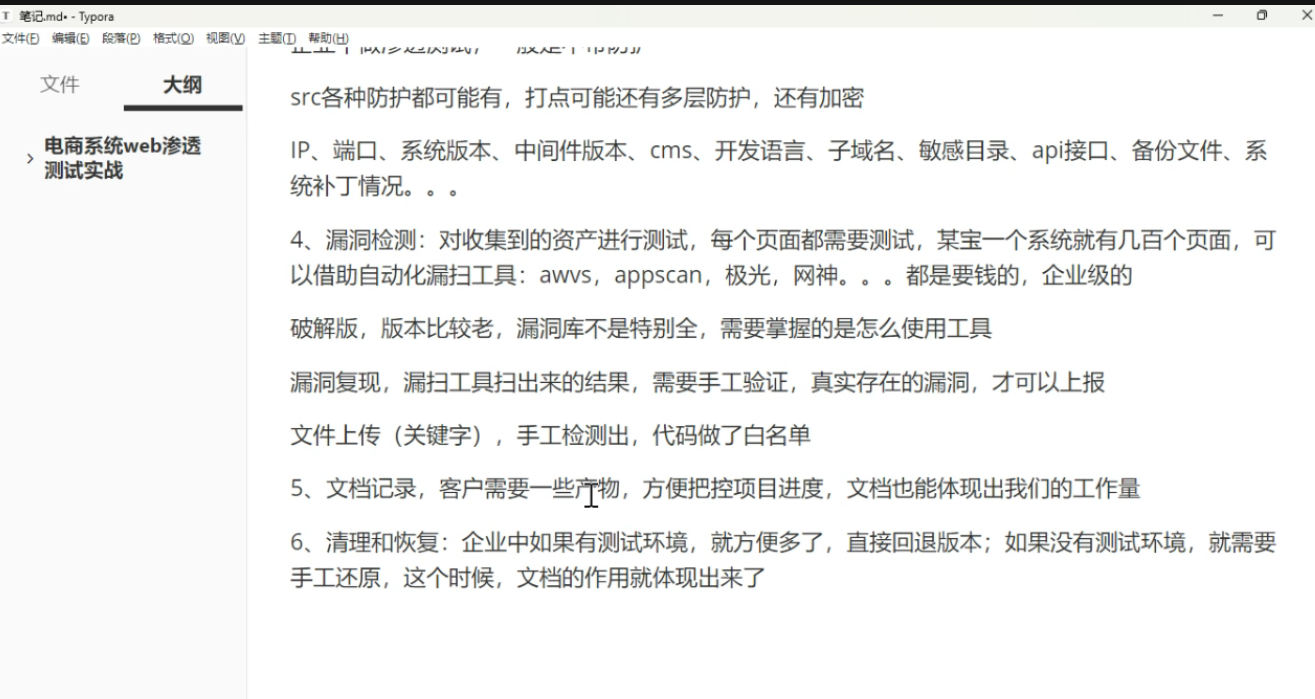 笔记.md• - Typora
文件(F) 编辑(E) 段落(P) 格式(O) 视图(V) 主题(T) 帮助(H)
文件 大纲
电商系统web渗透
测试实战
src各种防护都可能有，打点可能还有多层防护，还有加密
IP、端口、系统版本、中间件版本、cms、开发语言、子域名、敏感目录、api接口、备份文件、系
统补丁情况。。。
4、漏洞检测：对收集到的资产进行测试，每个页面都需要测试，某宝一个系统就有几百个页面，可
以借助自动化漏扫工具：awvs，appscan，极光，网神。。。都是要钱的，企业级的
破解版，版本比较老，漏洞库不是特别全，需要掌握的是怎么使用工具
漏洞复现，漏扫工具扫出来的结果，需要手工验证，真实存在的漏洞，才可以上报
文件上传（关键字），手工检测出，代码做了白名单
5、文档记录，客户需要一些产物，方便把控项目进度，文档也能体现出我们的工作量
6、清理和恢复：企业中如果有测试环境，就方便多了，直接回退版本；如果没有测试环境，就需要
手工还原，这个时候，文档的作用就体现出来了